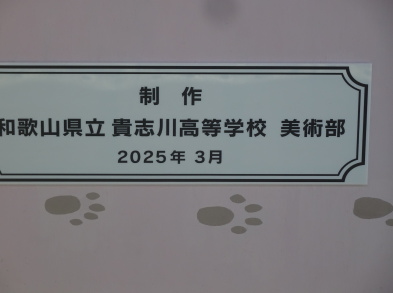 制 作
和歌山県立 貴志川高等学校 美術部
2025年 3月